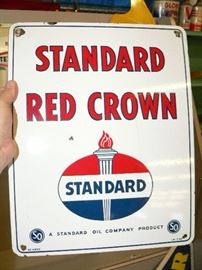 STANDARD
RED CROWN
STANDARD
SO A STANDARD OIL COMPANY PRODUCT SO